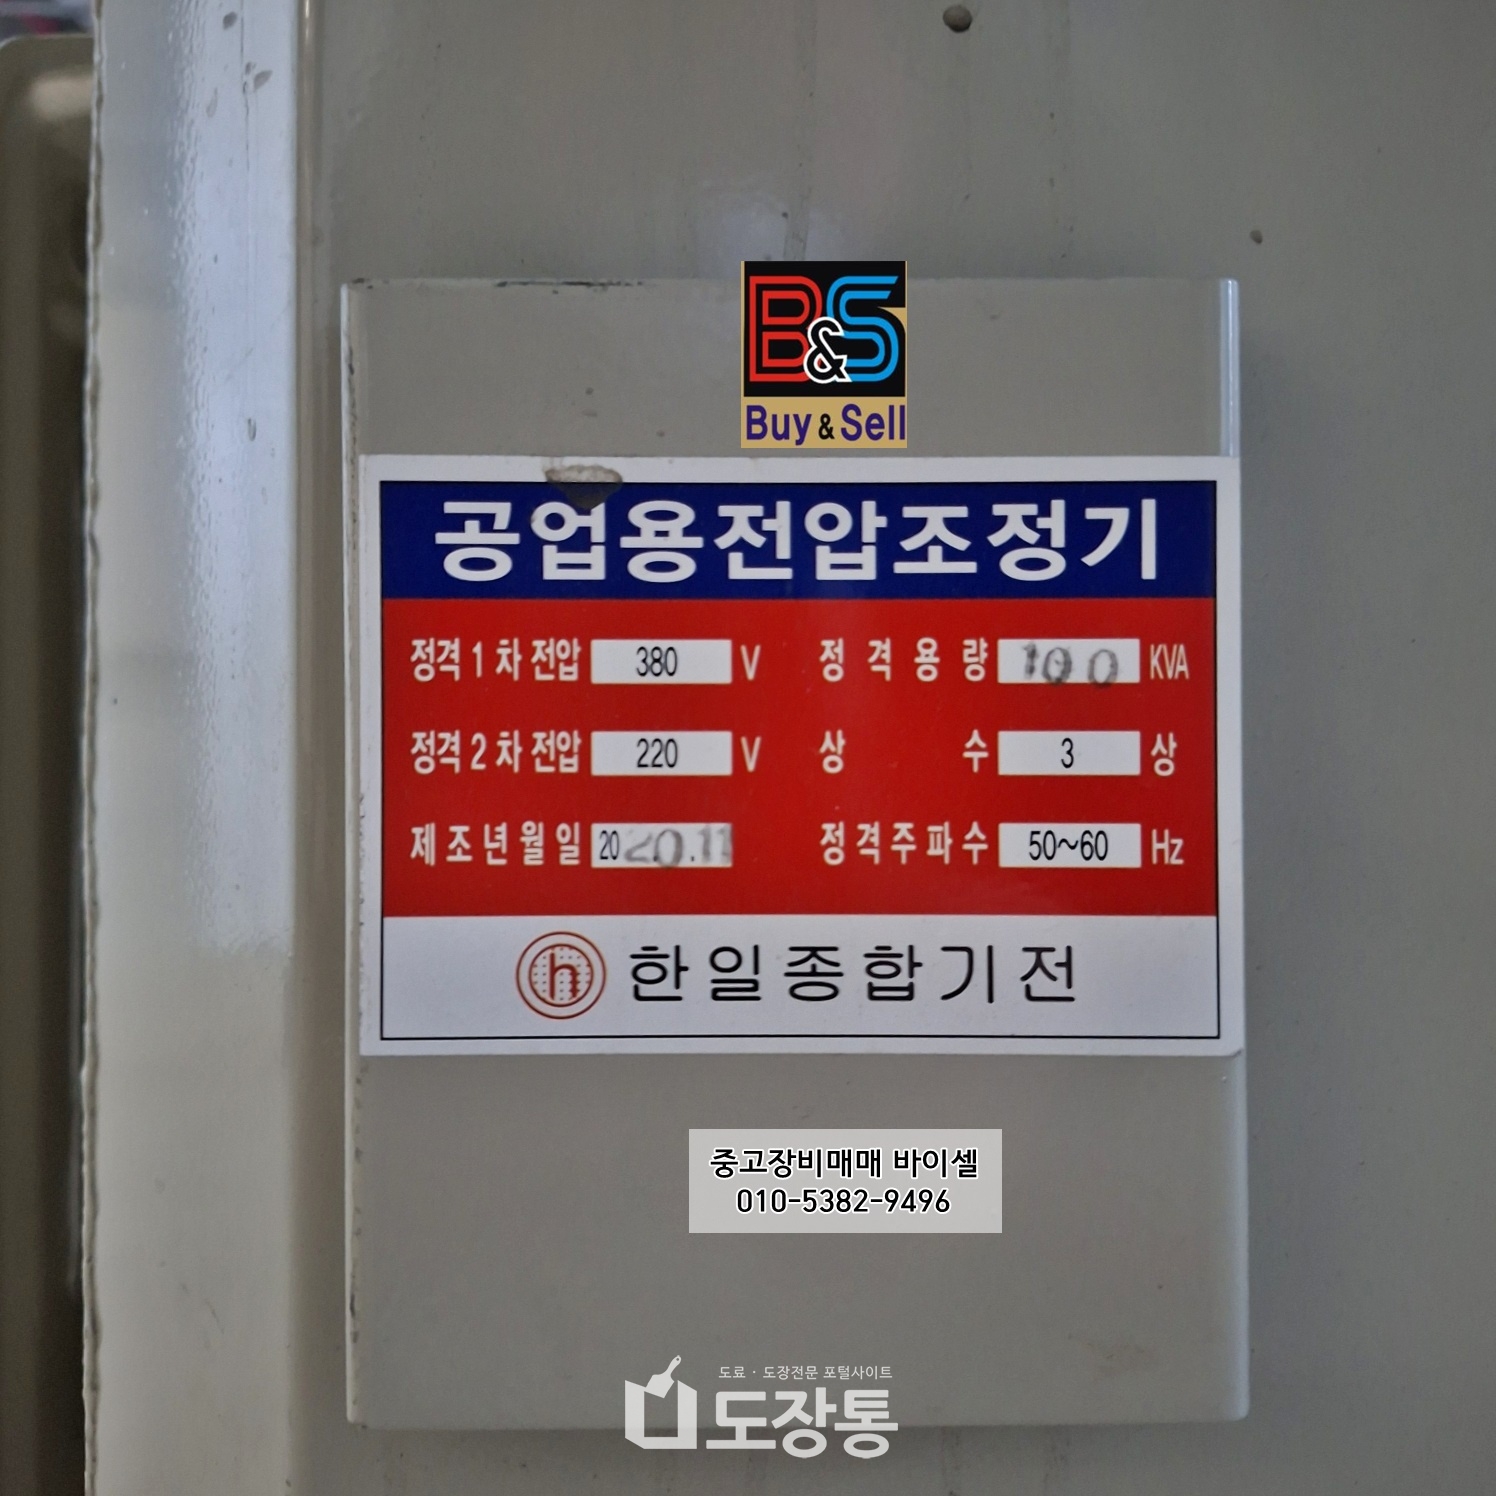 B&S
Buy & Sell
공업용전압조정기
정격 1 차 전압 380 V 정격용량 100 KVA
정격 2 차 전압 220 V 상수 3 상
제조년월일 2020.11 정격주파수 50~60 Hz
h 한일종합기전
중고장비매매 바이셀
010-5382-9496
도료 · 도장전문 포털사이트
도장통